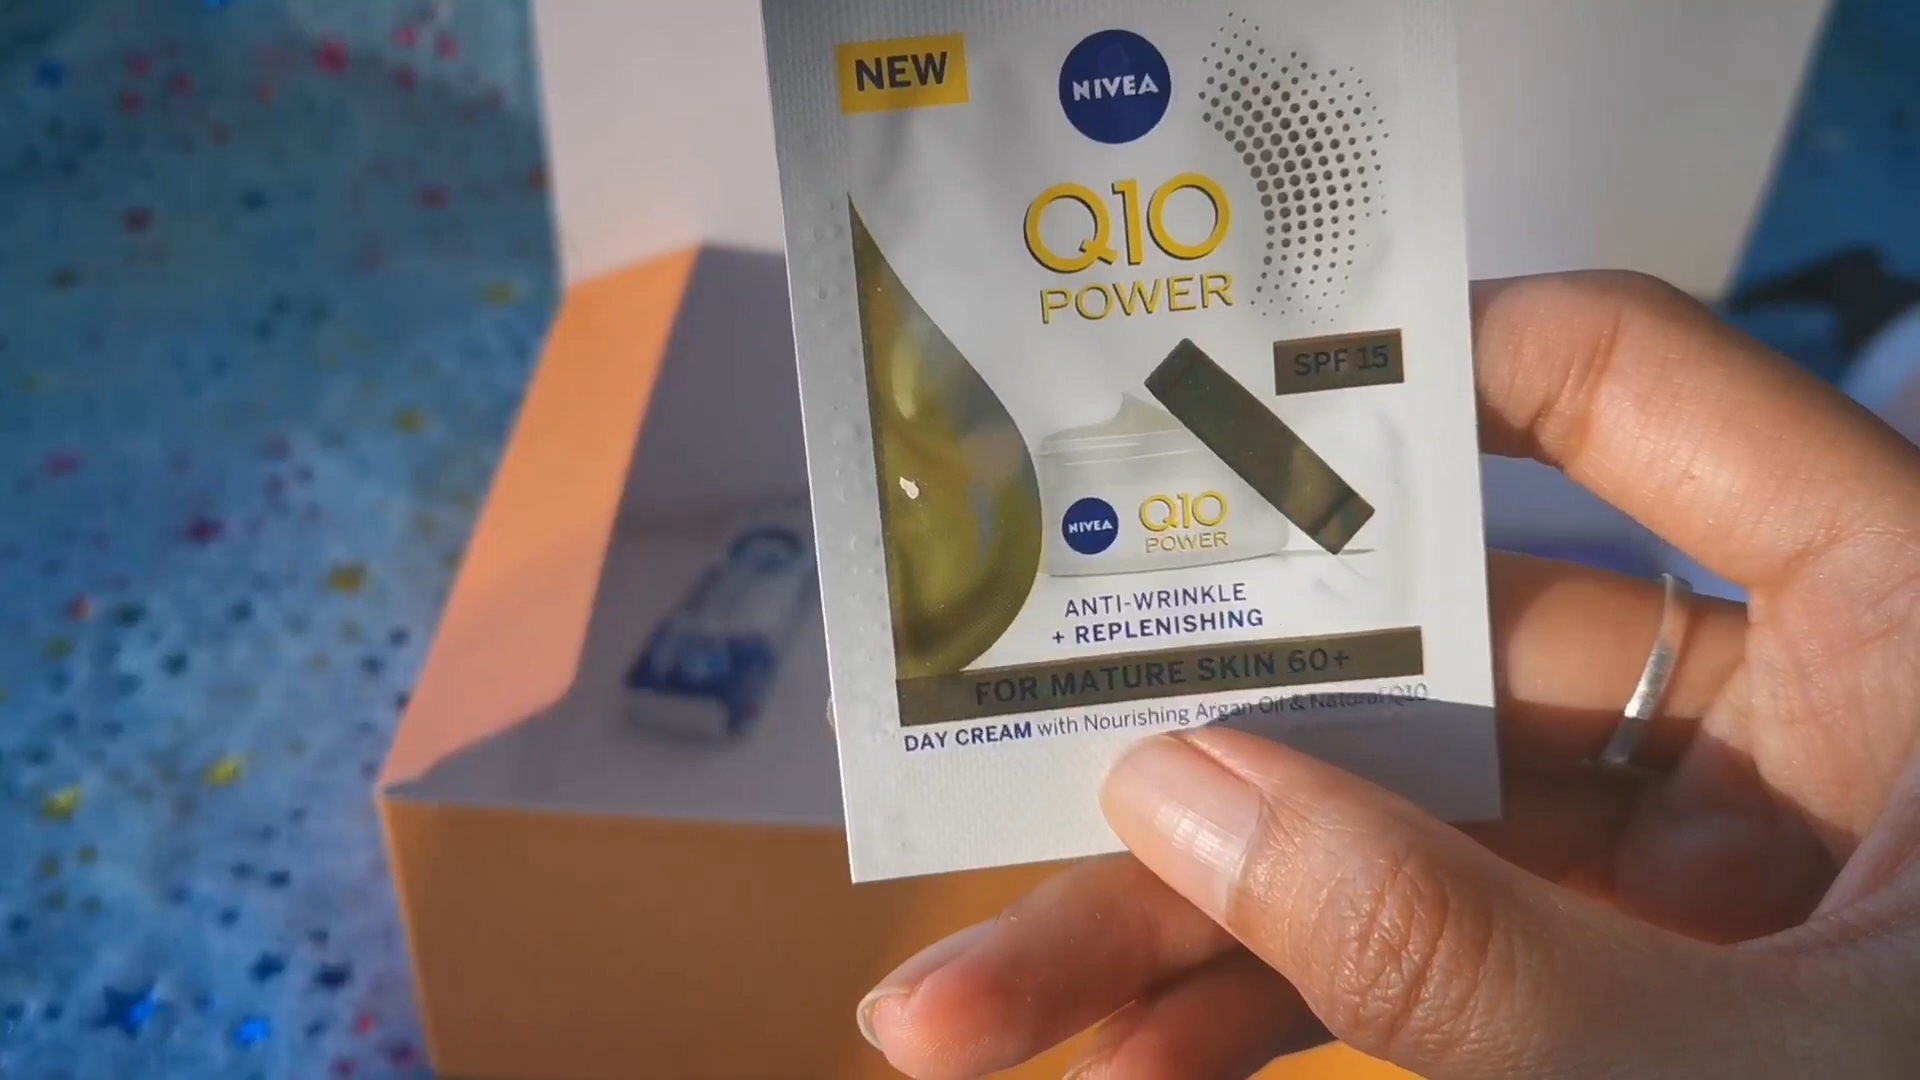 NEW
NIVEA
Q10
POWER
SPF 15
NIVEA
Q10
POWER
ANTI-WRINKLE
+ REPLENISHING
FOR MATURE SKIN 60+
DAY CREAM with Nourishing Argan Oil & Natural Q10